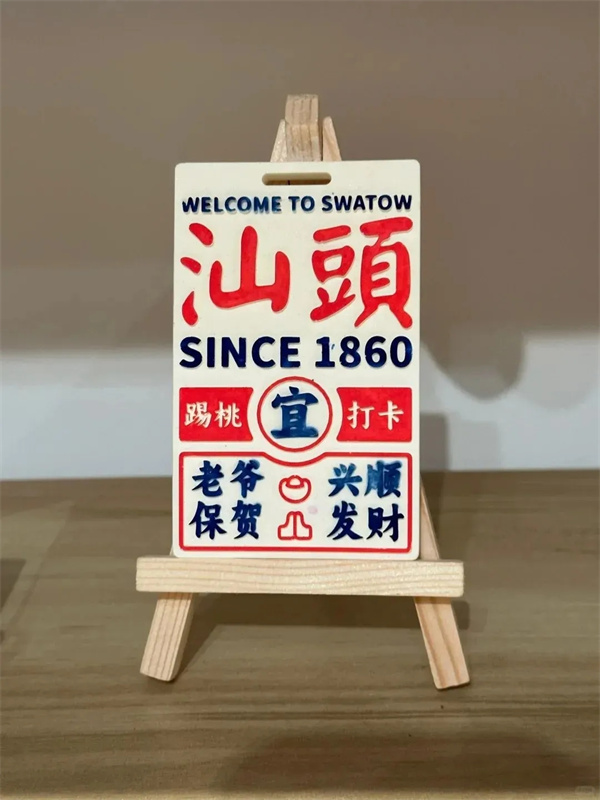 WELCOME TO SWATOW
汕頭
SINCE 1860
踢桃 宜 打卡
老爷 兴顺
保贺 发财